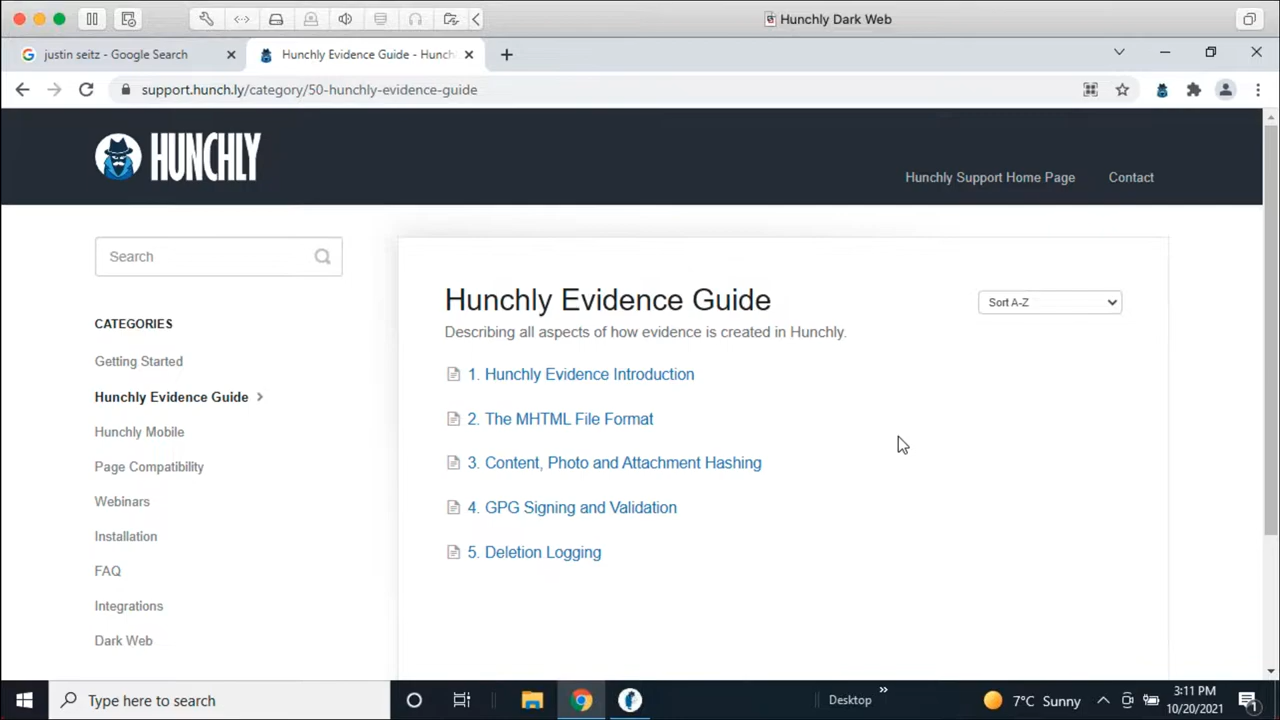 Hunchly Dark Web
justin seitz - Google Search
Hunchly Evidence Guide - Hunch
support.hunch.ly/category/50-hunchly-evidence-guide
HUNCHLY
Hunchly Support Home Page
Contact
Search
CATEGORIES
Getting Started
Hunchly Evidence Guide
Hunchly Mobile
Page Compatibility
Webinars
Installation
FAQ
Integrations
Dark Web
Hunchly Evidence Guide
Sort A-Z
Describing all aspects of how evidence is created in Hunchly.
1. Hunchly Evidence Introduction
2. The MHTML File Format
3. Content, Photo and Attachment Hashing
4. GPG Signing and Validation
5. Deletion Logging
Type here to search
Desktop
7°C Sunny
3:11 PM
10/20/2021
1